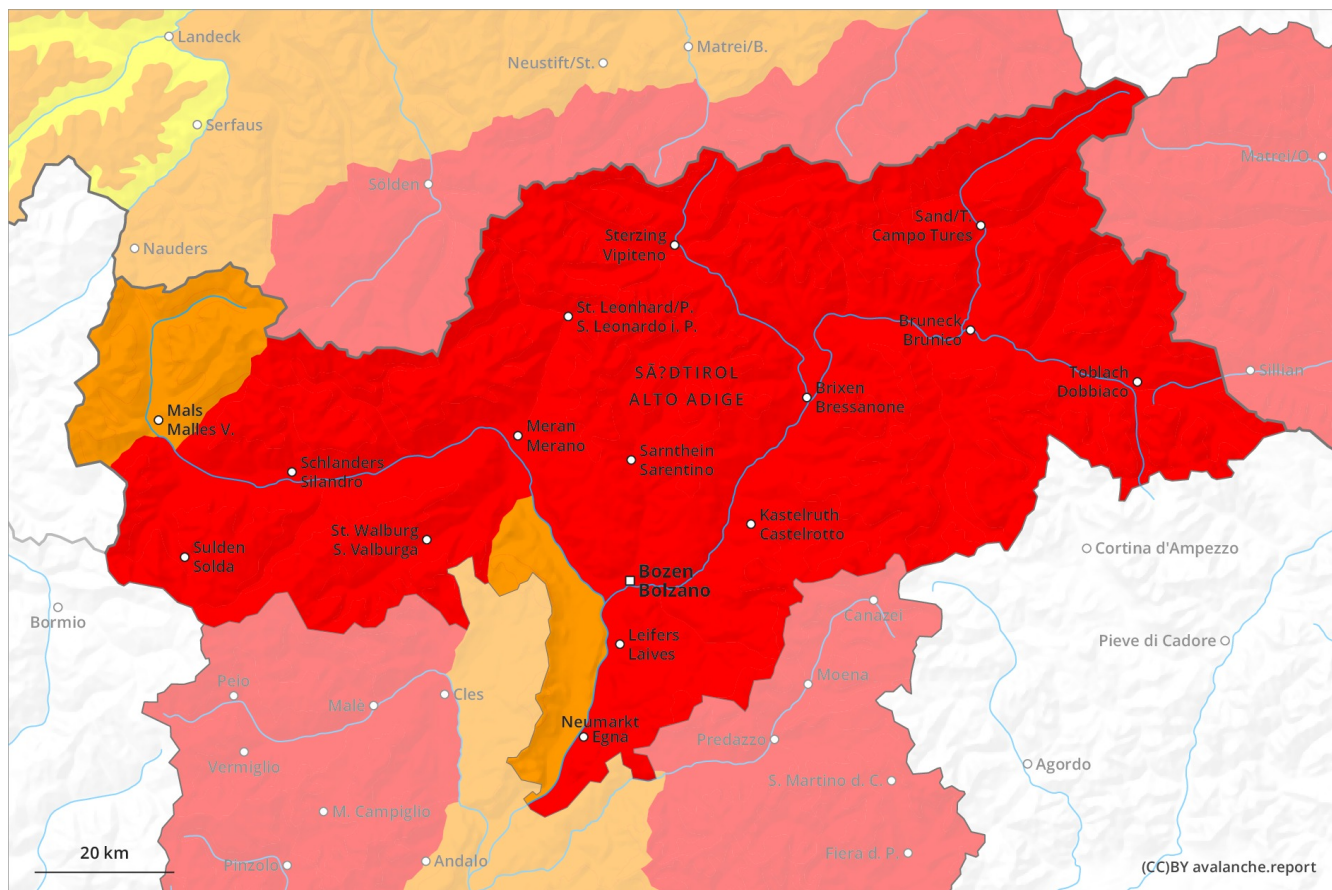 Landeck
Matrei/B.
Neustift/St.
Serfaus
Matrei/O.
Sölden
Sand/T.
Campo Tures
Sterzing
Vipiteno
Nauders
St. Leonhard/P.
S. Leonardo i. P.
Bruneck
Brunico
SÃ?DTIROL
ALTO ADIGE
Toblach
Dobbiaco
Sillian
Brixen
Bressanone
Mals
Malles V.
Meran
Merano
Sarnthein
Sarentino
Schlanders
Silandro
Kastelruth
Castelrotto
St. Walburg
S. Valburga
Sulden
Solda
Cortina d'Ampezzo
Bozen
Bolzano
Bormio
Canazei
Leifers
Laives
Pieve di Cadore
Moena
Peio
Malé
Cles
Neumarkt
Egna
Predazzo
Vermiglio
Agordo
S. Martino d. C.
M. Campiglio
20 km
Pinzolo
Andalo
Fiera d. P.
(CC)BY avalanche.report